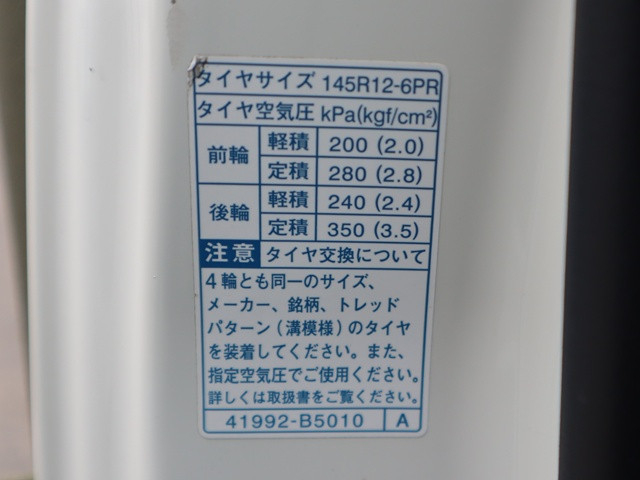 タイヤサイズ 145R12-6PR
タイヤ空気圧 kPa(kgf/cm²)
前輪 軽積 200 (2.0)
定積 280 (2.8)
後輪 軽積 240 (2.4)
定積 350 (3.5)
注意 タイヤ交換について
4輪とも同一のサイズ、
メーカー、銘柄、トレッド
パターン(溝模様)のタイヤ
を装着してください。また、
指定空気圧でご使用ください。
詳しくは取扱書をご覧ください。
41992-B5010 A